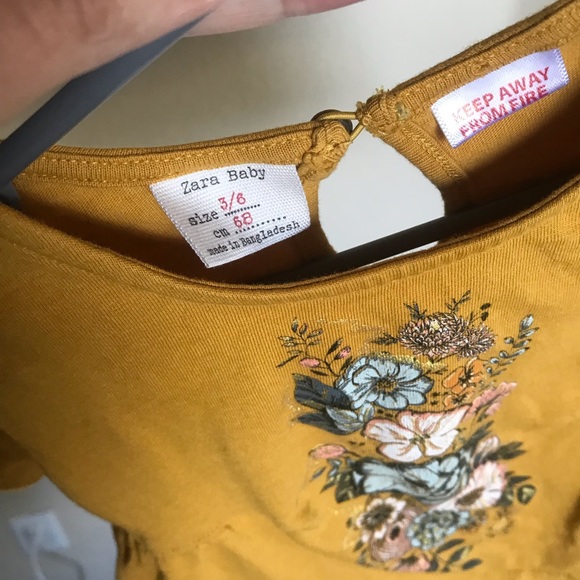 Zara Baby
size 3/6
cm 68
made in Bangladesh
KEEP AWAY
FROM FIRE